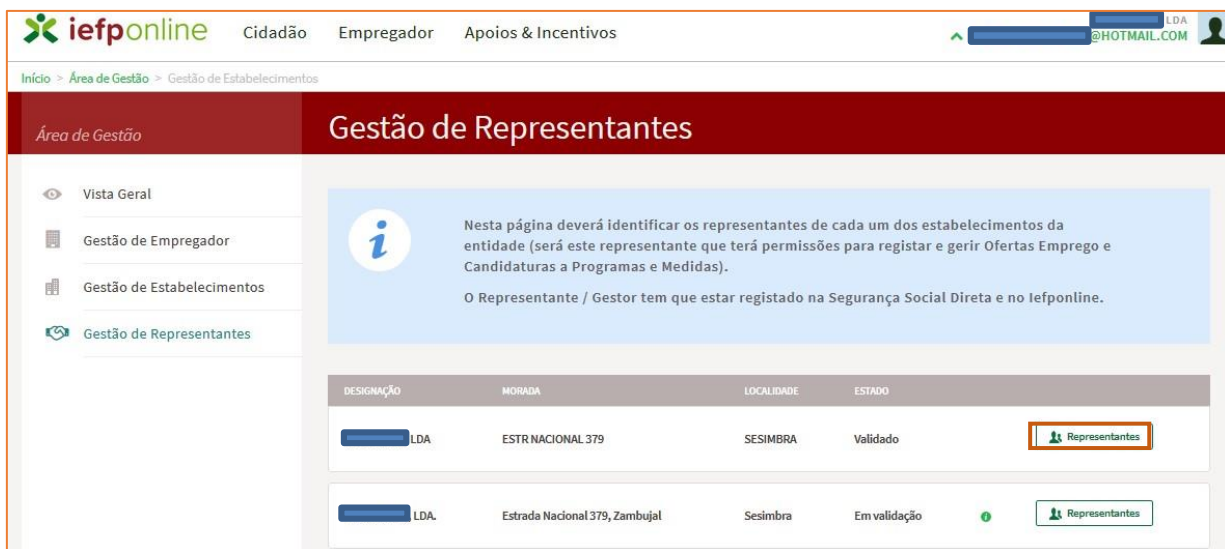 iefponline Cidadão Empregador Apoios & Incentivos
LDA
@HOTMAIL.COM
Início > Área de Gestão > Gestão de Estabelecimentos
Área de Gestão
Gestão de Representantes
Vista Geral
Gestão de Empregador
Gestão de Estabelecimentos
Gestão de Representantes
i
Nesta página deverá identificar os representantes de cada um dos estabelecimentos da
entidade (será este representante que terá permissões para registar e gerir Ofertas Emprego e
Candidaturas a Programas e Medidas).
O Representante / Gestor tem que estar registado na Segurança Social Direta e no Iefponline.
DESIGNAÇÃO MORADA LOCALIDADE ESTADO
LDA ESTR NACIONAL 379 SESIMBRA Validado Representantes
LDA. Estrada Nacional 379, Zambujal Sesimbra Em validação i Representantes